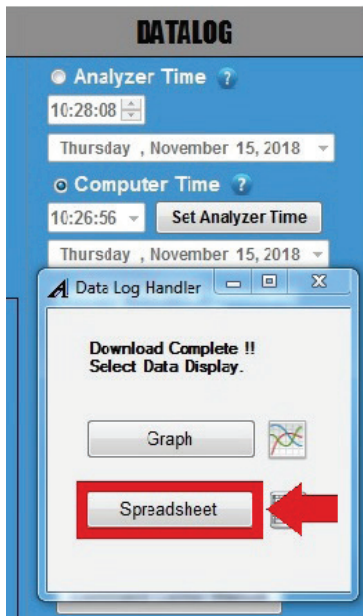 DATALOG
Analyzer Time ?
10:28:08
Thursday , November 15, 2018
Computer Time ?
10:26:56 Set Analyzer Time
Thursday , November 15, 2018
Data Log Handler
Download Complete !!
Select Data Display.
Graph
Spreadsheet